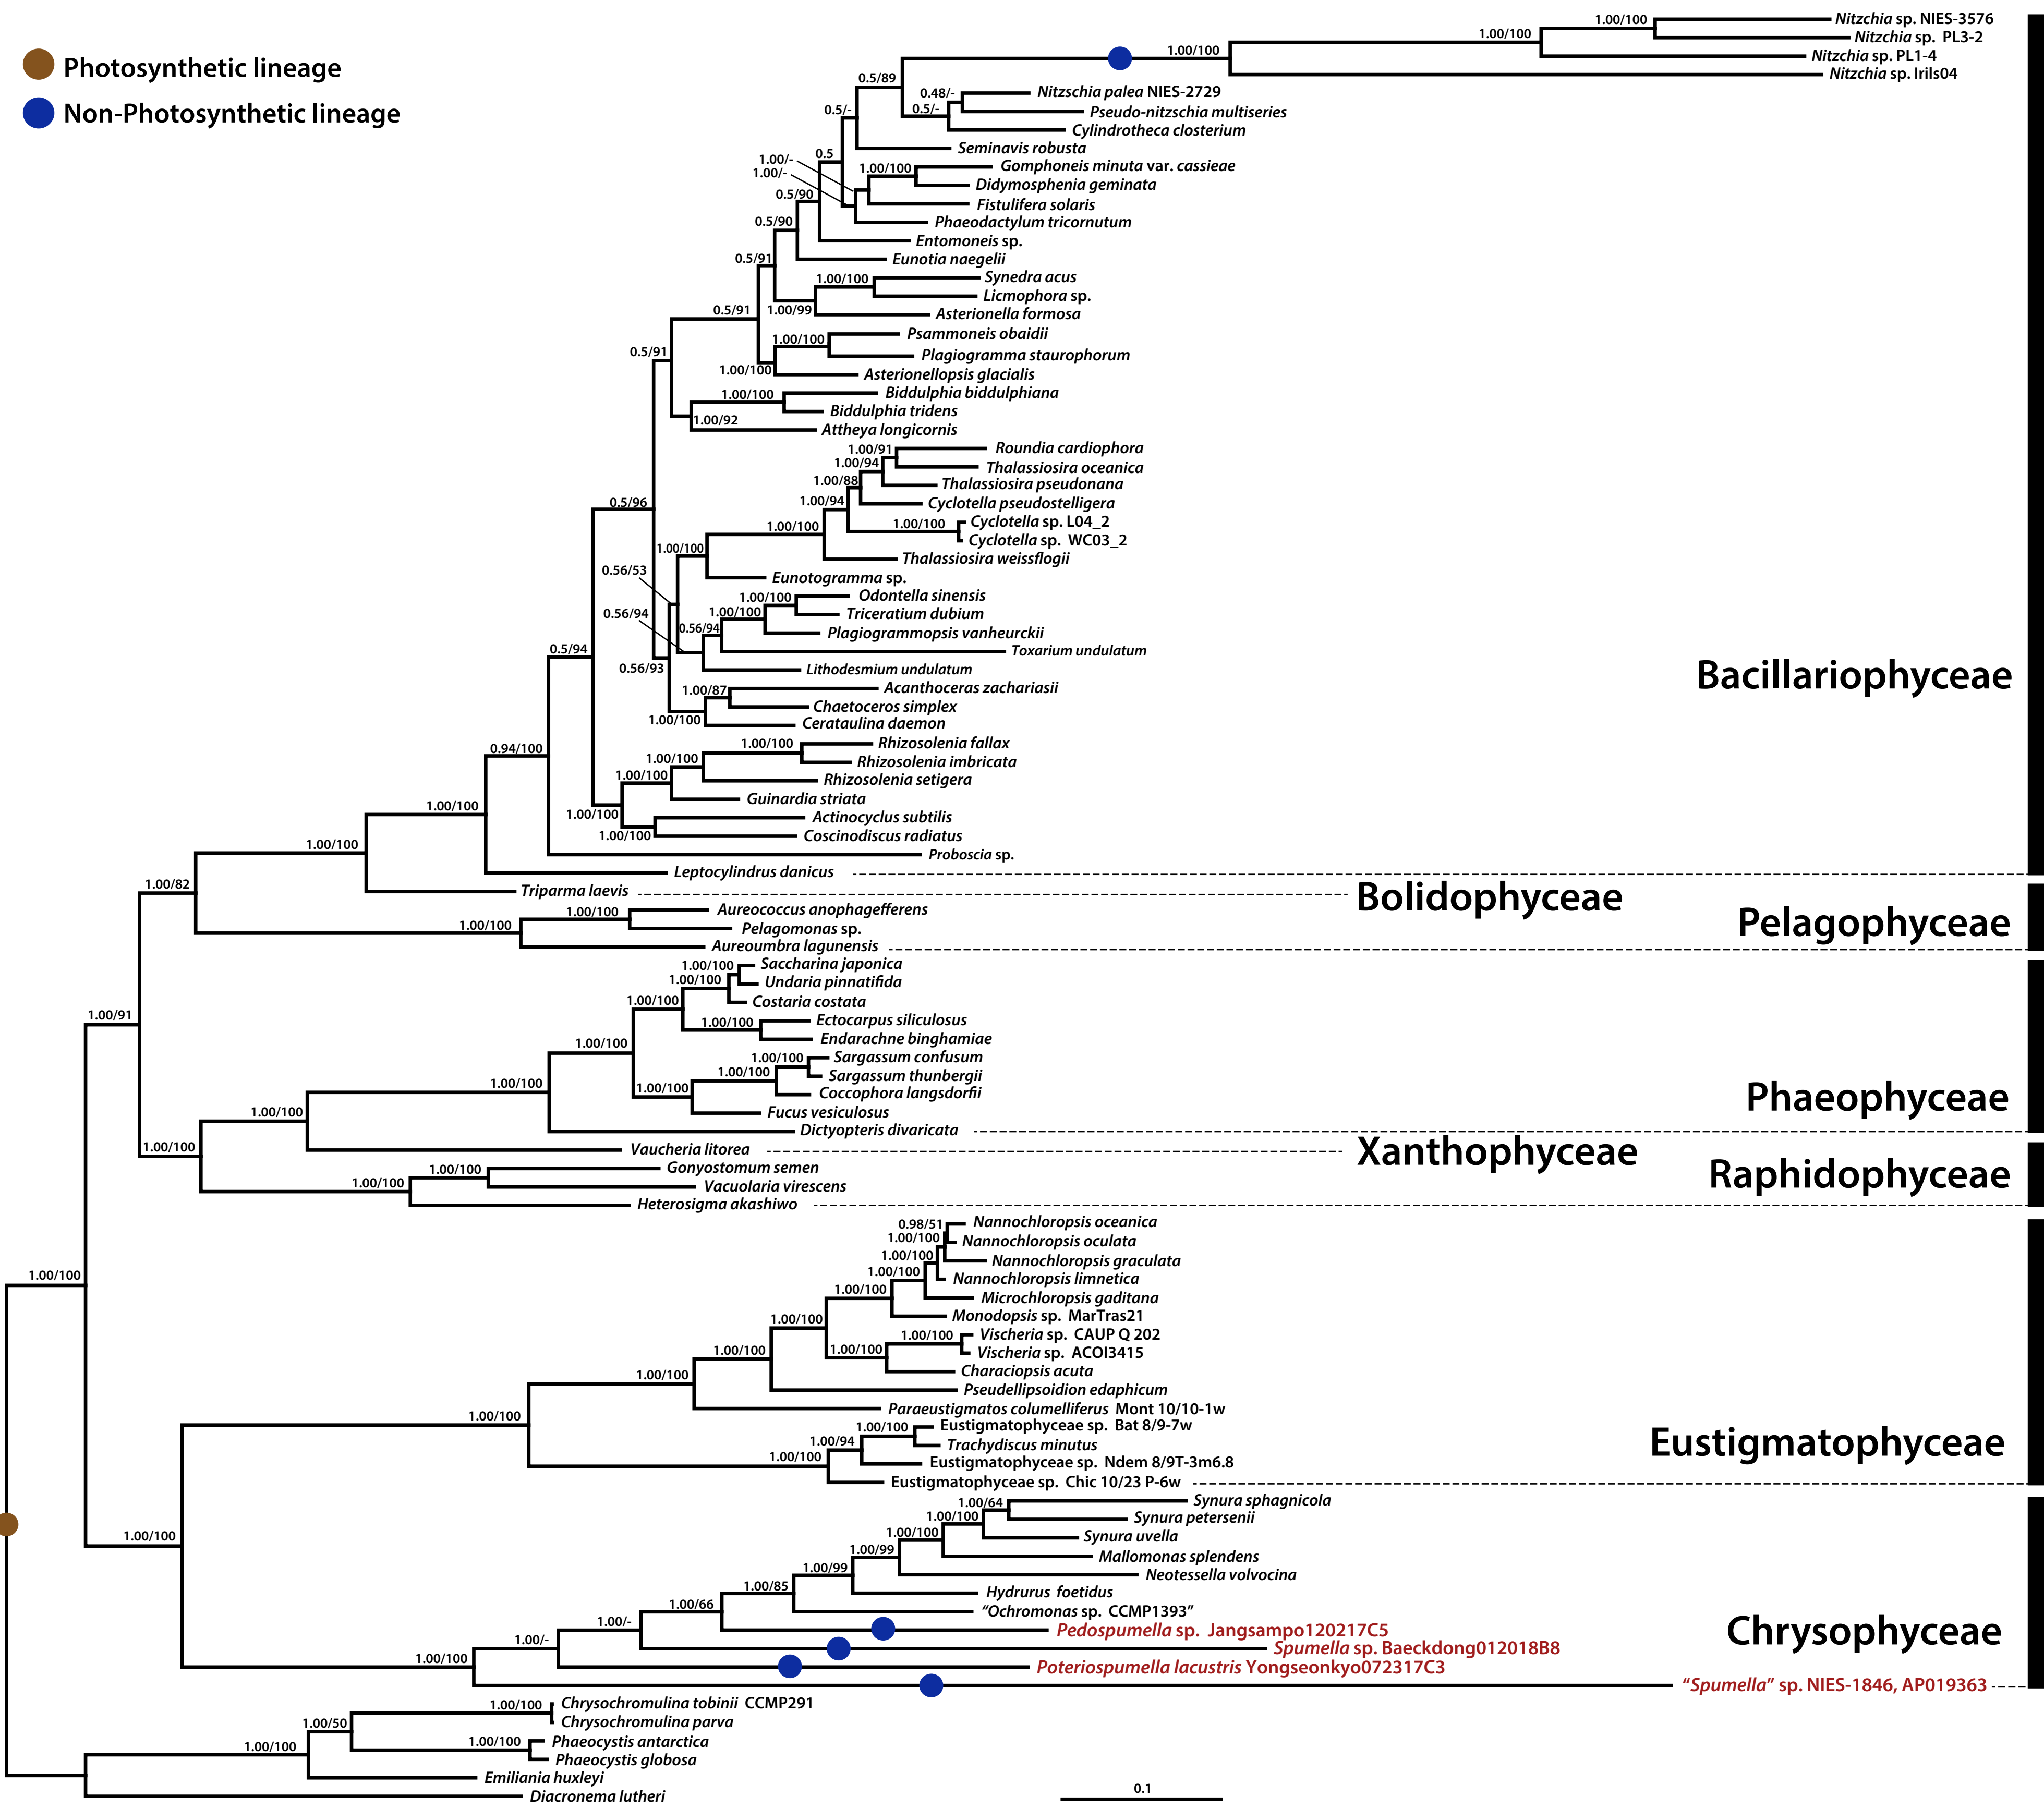 Photosynthetic lineage
Non-Photosynthetic lineage
1.00/100
Nitzchia sp. NIES-3576
1.00/100
Nitzchia sp. PL3-2
1.00/100
Nitzchia sp. PL1-4
Nitzchia sp. Irils04
0.5/89
0.48/-
Nitzschia palea NIES-2729
0.5/-
0.5/-
Pseudo-nitzschia multiseries
Cylindrotheca closterium
0.5
Seminavis robusta
1.00/-
1.00/100
Gomphoneis minuta var. cassieae
1.00/-
Didymosphenia geminata
0.5/90
Fistulifera solaris
0.5/90
Phaeodactylum tricornutum
Entomoneis sp.
0.5/91
Eunotia naegelii
1.00/100
Synedra acus
Licmophora sp.
0.5/91
1.00/99
Asterionella formosa
1.00/100
Psammoneis obaidii
0.5/91
Plagiogramma staurophorum
1.00/100
Asterionellopsis glacialis
1.00/100
Biddulphia biddulphiana
Biddulphia tridens
1.00/92
Attheya longicornis
1.00/91
Roundia cardiophora
1.00/94
Thalassiosira oceanica
1.00/88
Thalassiosira pseudonana
0.5/96
1.00/94
Cyclotella pseudostelligera
1.00/100
1.00/100
Cyclotella sp. L04_2
Cyclotella sp. WC03_2
1.00/100
Thalassiosira weissflogii
0.56/53
Eunotogramma sp.
1.00/100
Odontella sinensis
0.56/94
1.00/100
Triceratium dubium
0.56/94
Plagiogrammopsis vanheurckii
0.5/94
Toxarium undulatum
0.56/93
Lithodesmium undulatum
Bacillariophyceae
1.00/87
Acanthoceras zachariasii
Chaetoceros simplex
1.00/100
Cerataulina daemon
0.94/100
1.00/100
Rhizosolenia fallax
1.00/100
Rhizosolenia imbricata
1.00/100
Rhizosolenia setigera
Guinardia striata
1.00/100
1.00/100
Actinocyclus subtilis
1.00/100
Coscinodiscus radiatus
1.00/100
Proboscia sp.
Leptocylindrus danicus
1.00/82
Triparma laevis
Bolidophyceae
1.00/100
Aureococcus anophagefferens
1.00/100
Pelagomonas sp.
Pelagophyceae
Aureoumbra lagunensis
1.00/100
Saccharina japonica
1.00/100
Undaria pinnatifida
1.00/100
Costaria costata
1.00/91
1.00/100
Ectocarpus siliculosus
1.00/100
Endarachne binghamiae
1.00/100
Sargassum confusum
1.00/100
Sargassum thunbergii
1.00/100
1.00/100
Coccophora langsdorfii
Phaeophyceae
1.00/100
Fucus vesiculosus
Dictyopteris divaricata
1.00/100
Vaucheria litorea
Xanthophyceae
1.00/100
Gonyostomum semen
1.00/100
Vacuolaria virescens
Raphidophyceae
Heterosigma akashiwo
0.98/51
Nannochloropsis oceanica
1.00/100
Nannochloropsis oculata
1.00/100
Nannochloropsis graculata
1.00/100
1.00/100
Nannochloropsis limnetica
1.00/100
Microchloropsis gaditana
1.00/100
Monodopsis sp. MarTras21
1.00/100
Vischeria sp. CAUP Q 202
1.00/100
1.00/100
Vischeria sp. ACOI3415
1.00/100
Characiopsis acuta
Pseudellipsoidion edaphicum
1.00/100
Paraeustigmatos columelliferus Mont 10/10-1w
1.00/100
Eustigmatophyceae sp. Bat 8/9-7w
1.00/94
Trachydiscus minutus
Eustigmatophyceae
1.00/100
Eustigmatophyceae sp. Ndem 8/9T-3m6.8
Eustigmatophyceae sp. Chic 10/23 P-6w
1.00/64
Synura sphagnicola
1.00/100
Synura petersenii
1.00/100
1.00/100
Synura uvella
1.00/99
Mallomonas splendens
1.00/99
Neotessella volvocina
1.00/85
Hydrurus foetidus
1.00/66
“Ochromonas sp. CCMP1393”
1.00/-
Pedospumella sp. Jangsampo120217C5
Chrysophyceae
1.00/-
Spumella sp. Baeckdong012018B8
1.00/100
Poteriospumella lacustris Yongseonkyo072317C3
“Spumella” sp. NIES-1846, AP019363
1.00/100
Chrysochromulina tobinii CCMP291
1.00/50
Chrysochromulina parva
1.00/100
1.00/100
Phaeocystis antarctica
Phaeocystis globosa
Emiliania huxleyi
Diacronema lutheri
0.1